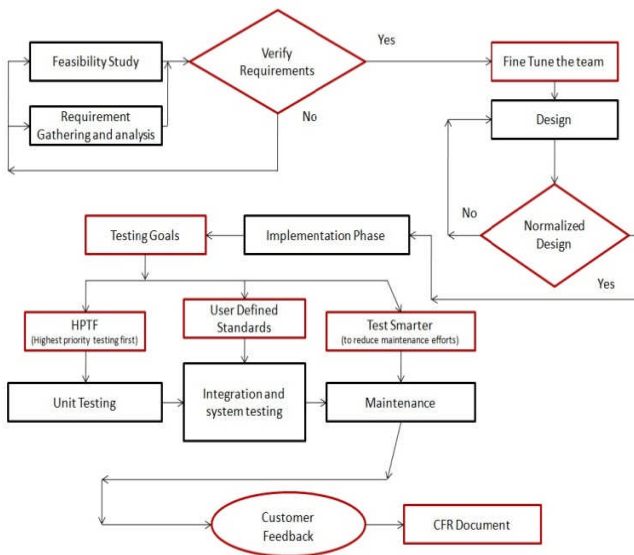 Feasibility Study
Verify
Requirements
Yes
Fine Tune the team
Requirement
Gathering and analysis
No
Design
No
Normalized
Design
Yes
Testing Goals
Implementation Phase
HPTF
(Highest priority testing first)
User Defined
Standards
Test Smarter
(to reduce maintenance efforts)
Unit Testing
Integration and
system testing
Maintenance
Customer
Feedback
CFR Document